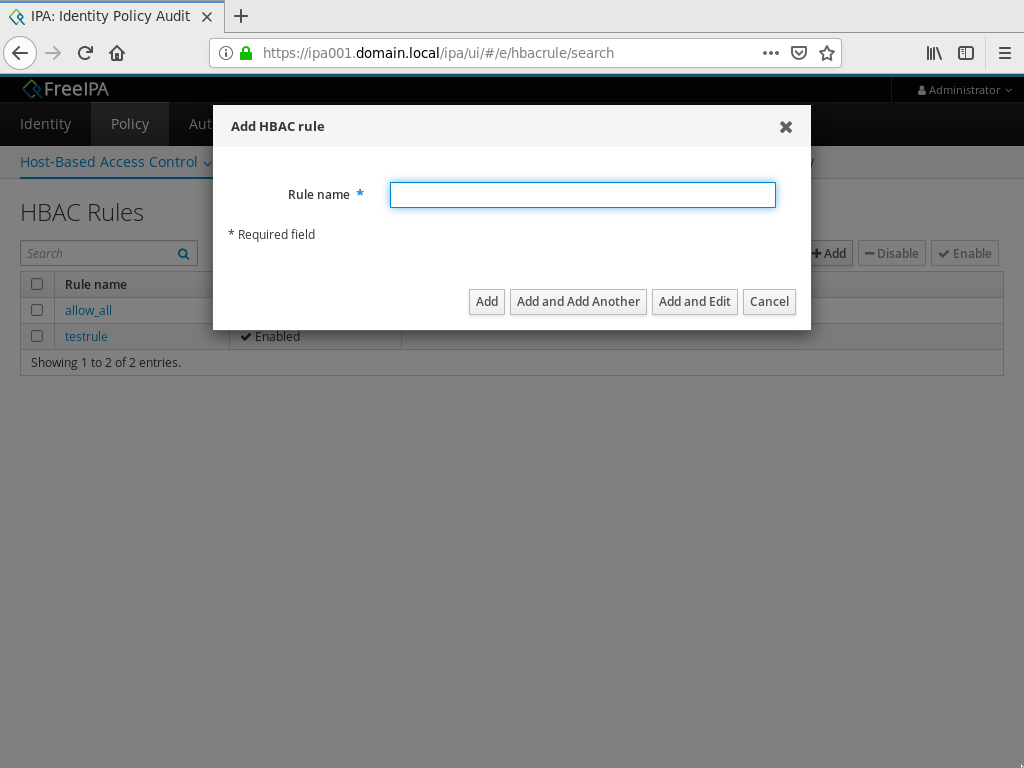 IPA: Identity Policy Audit
https://ipa001.domain.local/ipa/ui/#/e/hbacrule/search
FreeIPA
Administrator
Identity
Policy
Aut
Host-Based Access Control
HBAC Rules
Search
Add
Disable
Enable
Rule name
allow_all
testrule
Enabled
Showing 1 to 2 of 2 entries.
Add HBAC rule
Rule name *
* Required field
Add
Add and Add Another
Add and Edit
Cancel